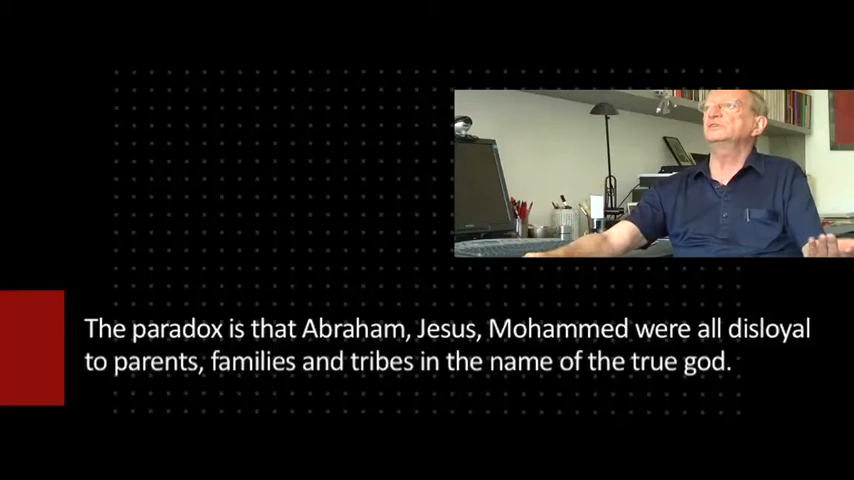 The paradox is that Abraham, Jesus, Mohammed were all disloyal
to parents, families and tribes in the name of the true god.